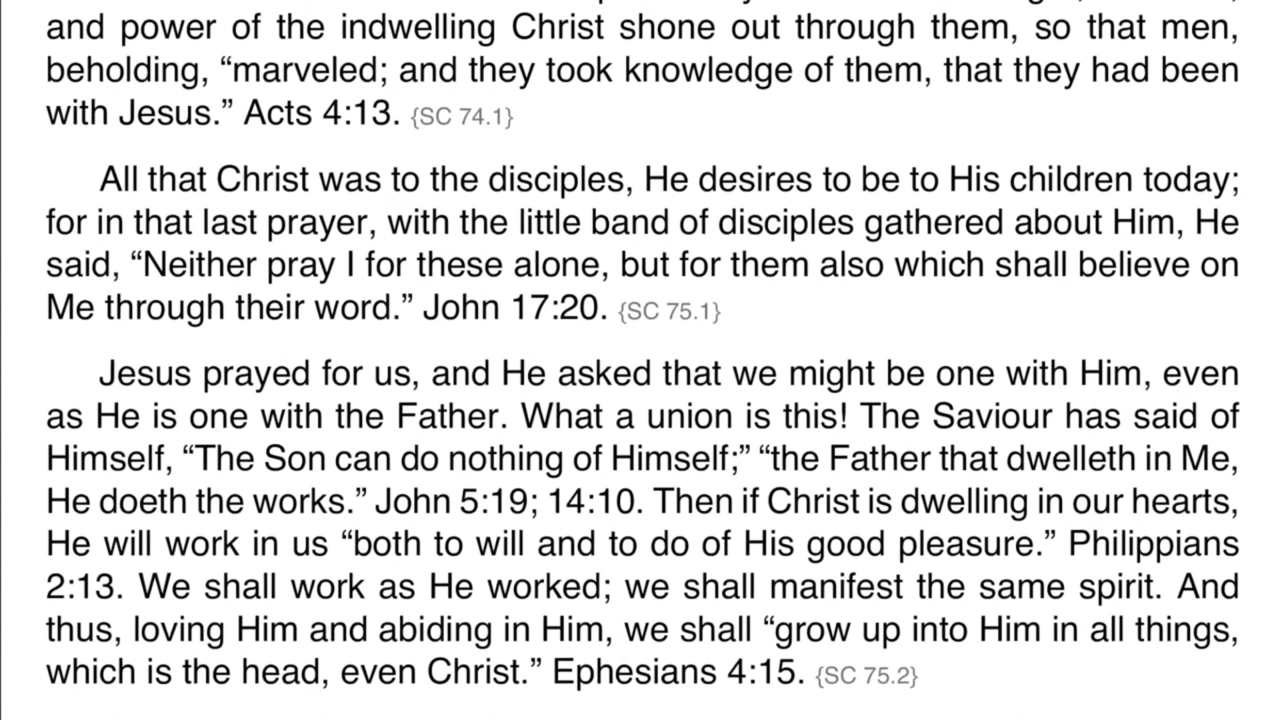 and power of the indwelling Christ shone out through them, so that men,
beholding, “marveled; and they took knowledge of them, that they had been
with Jesus.” Acts 4:13. {SC 74.1}
All that Christ was to the disciples, He desires to be to His children today;
for in that last prayer, with the little band of disciples gathered about Him, He
said, “Neither pray I for these alone, but for them also which shall believe on
Me through their word.” John 17:20. {SC 75.1}
Jesus prayed for us, and He asked that we might be one with Him, even
as He is one with the Father. What a union is this! The Saviour has said of
Himself, “The Son can do nothing of Himself;” “the Father that dwelleth in Me,
He doeth the works.” John 5:19; 14:10. Then if Christ is dwelling in our hearts,
He will work in us “both to will and to do of His good pleasure.” Philippians
2:13. We shall work as He worked; we shall manifest the same spirit. And
thus, loving Him and abiding in Him, we shall “grow up into Him in all things,
which is the head, even Christ.” Ephesians 4:15. {SC 75.2}